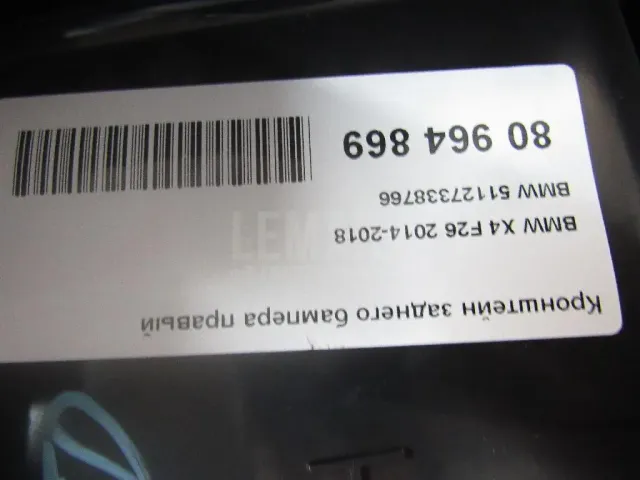 Кронштейн заднего бампера правый
BMW X4 F26 2014-2018
BMW 51127338766
80 964 869